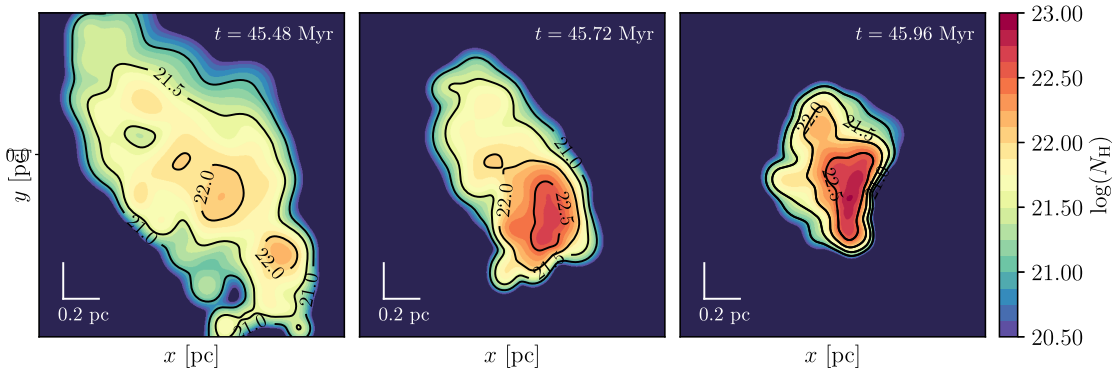 t = 45.48 Myr
21.5
22.0
21.0
22.0
21.0
21.0
0.2 pc
y [pc]
x [pc]
t = 45.72 Myr
21.0
22.0
22.5
21.5
0.2 pc
x [pc]
t = 45.96 Myr
22.0
21.5
22.5
0.2 pc
x [pc]
23.00
22.50
22.00
21.50
21.00
20.50
log(N_H)